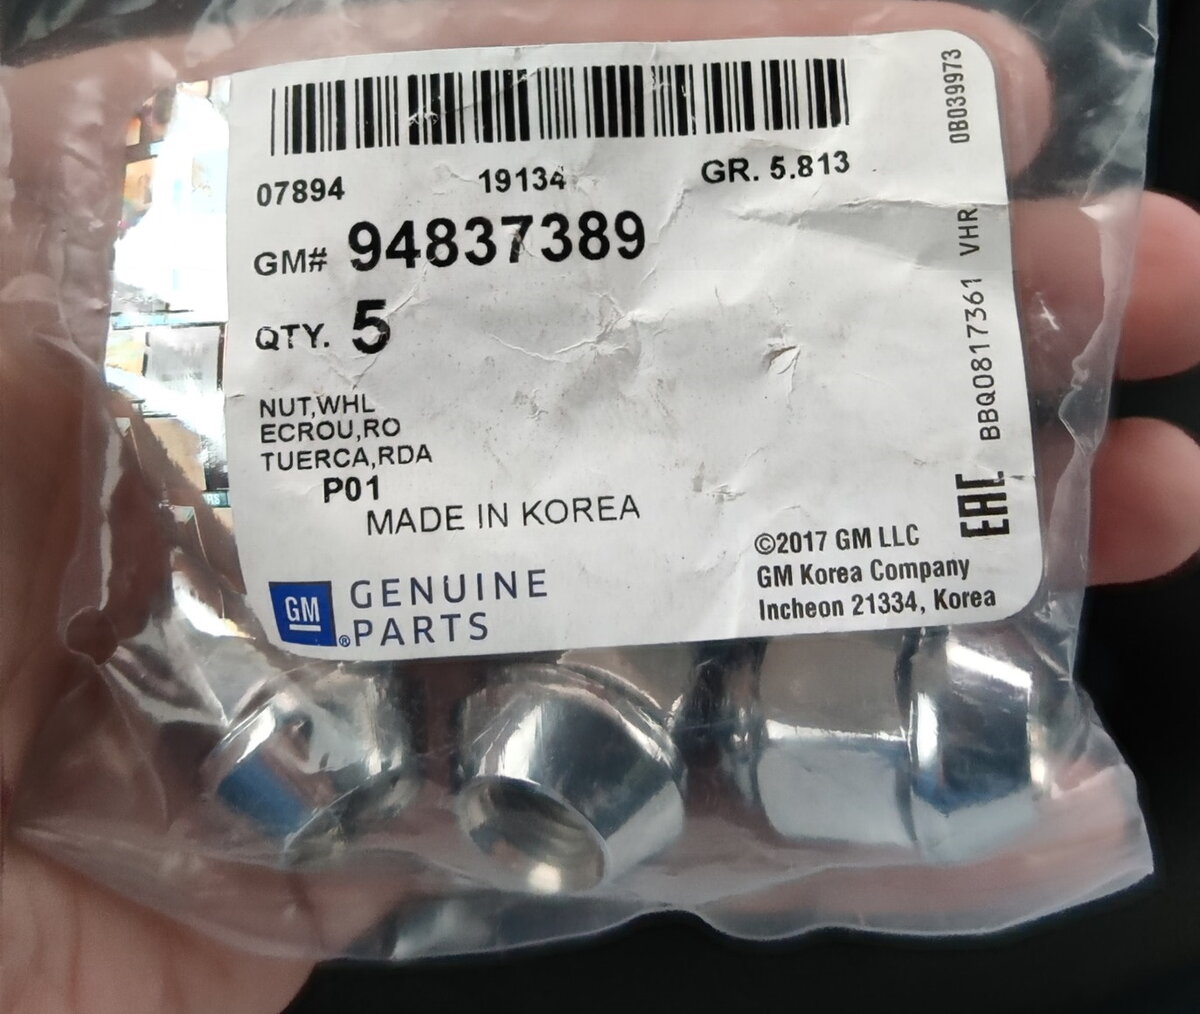 07894 19134 GR. 5.813
GM# 94837389
QTY. 5
NUT,WHL
ECROU,RO
TUERCA,RDA
P01
MADE IN KOREA
GM GENUINE
®PARTS
©2017 GM LLC
GM Korea Company
Incheon 21334, Korea
0B039973
BBQ0817361 VHR
EAC